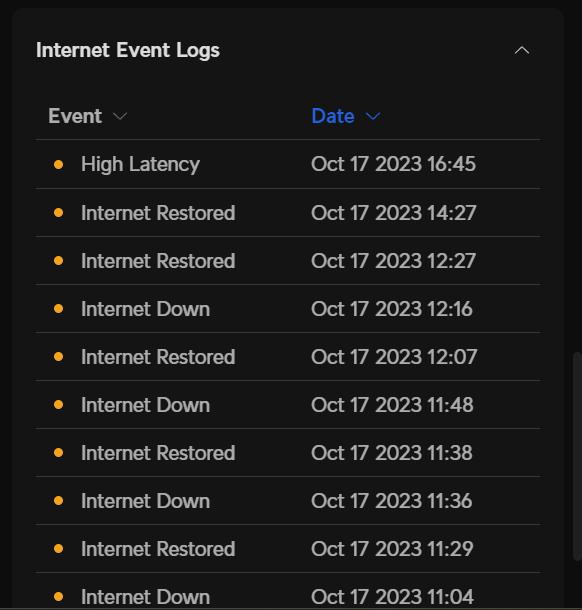 Internet Event Logs
Event Date
High Latency Oct 17 2023 16:45
Internet Restored Oct 17 2023 14:27
Internet Restored Oct 17 2023 12:27
Internet Down Oct 17 2023 12:16
Internet Restored Oct 17 2023 12:07
Internet Down Oct 17 2023 11:48
Internet Restored Oct 17 2023 11:38
Internet Down Oct 17 2023 11:36
Internet Restored Oct 17 2023 11:29
Internet Down Oct 17 2023 11:04